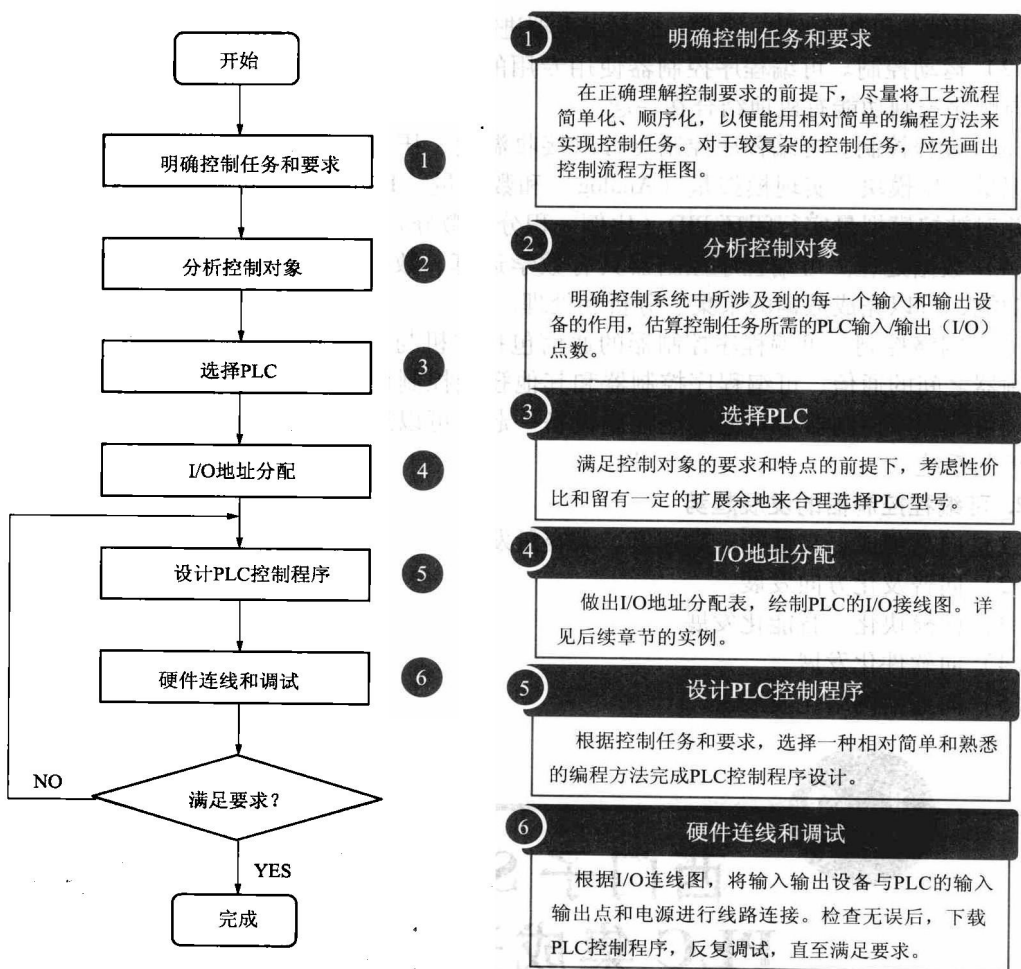 开始
明确控制任务和要求
1
分析控制对象
2
选择PLC
3
I/O地址分配
4
设计PLC控制程序
5
硬件连线和调试
6
满足要求?
NO
YES
完成
1
明确控制任务和要求
在正确理解控制要求的前提下，尽量将工艺流程
简单化、顺序化，以便能用相对简单的编程方法来
实现控制任务。对于较复杂的控制任务，应先画出
控制流程方框图。
2
分析控制对象
明确控制系统中所涉及到的每一个输入和输出设
备的作用，估算控制任务所需的PLC输入/输出（I/O）
点数。
3
选择PLC
满足控制对象的要求和特点的前提下，考虑性价
比和留有一定的扩展余地来合理选择PLC型号。
4
I/O地址分配
做出I/O地址分配表，绘制PLC的I/O接线图。详
见后续章节的实例。
5
设计PLC控制程序
根据控制任务和要求，选择一种相对简单和熟悉
的编程方法完成PLC控制程序设计。
6
硬件连线和调试
根据I/O连线图，将输入输出设备与PLC的输入
输出点和电源进行线路连接。检查无误后，下载
PLC控制程序，反复调试，直至满足要求。